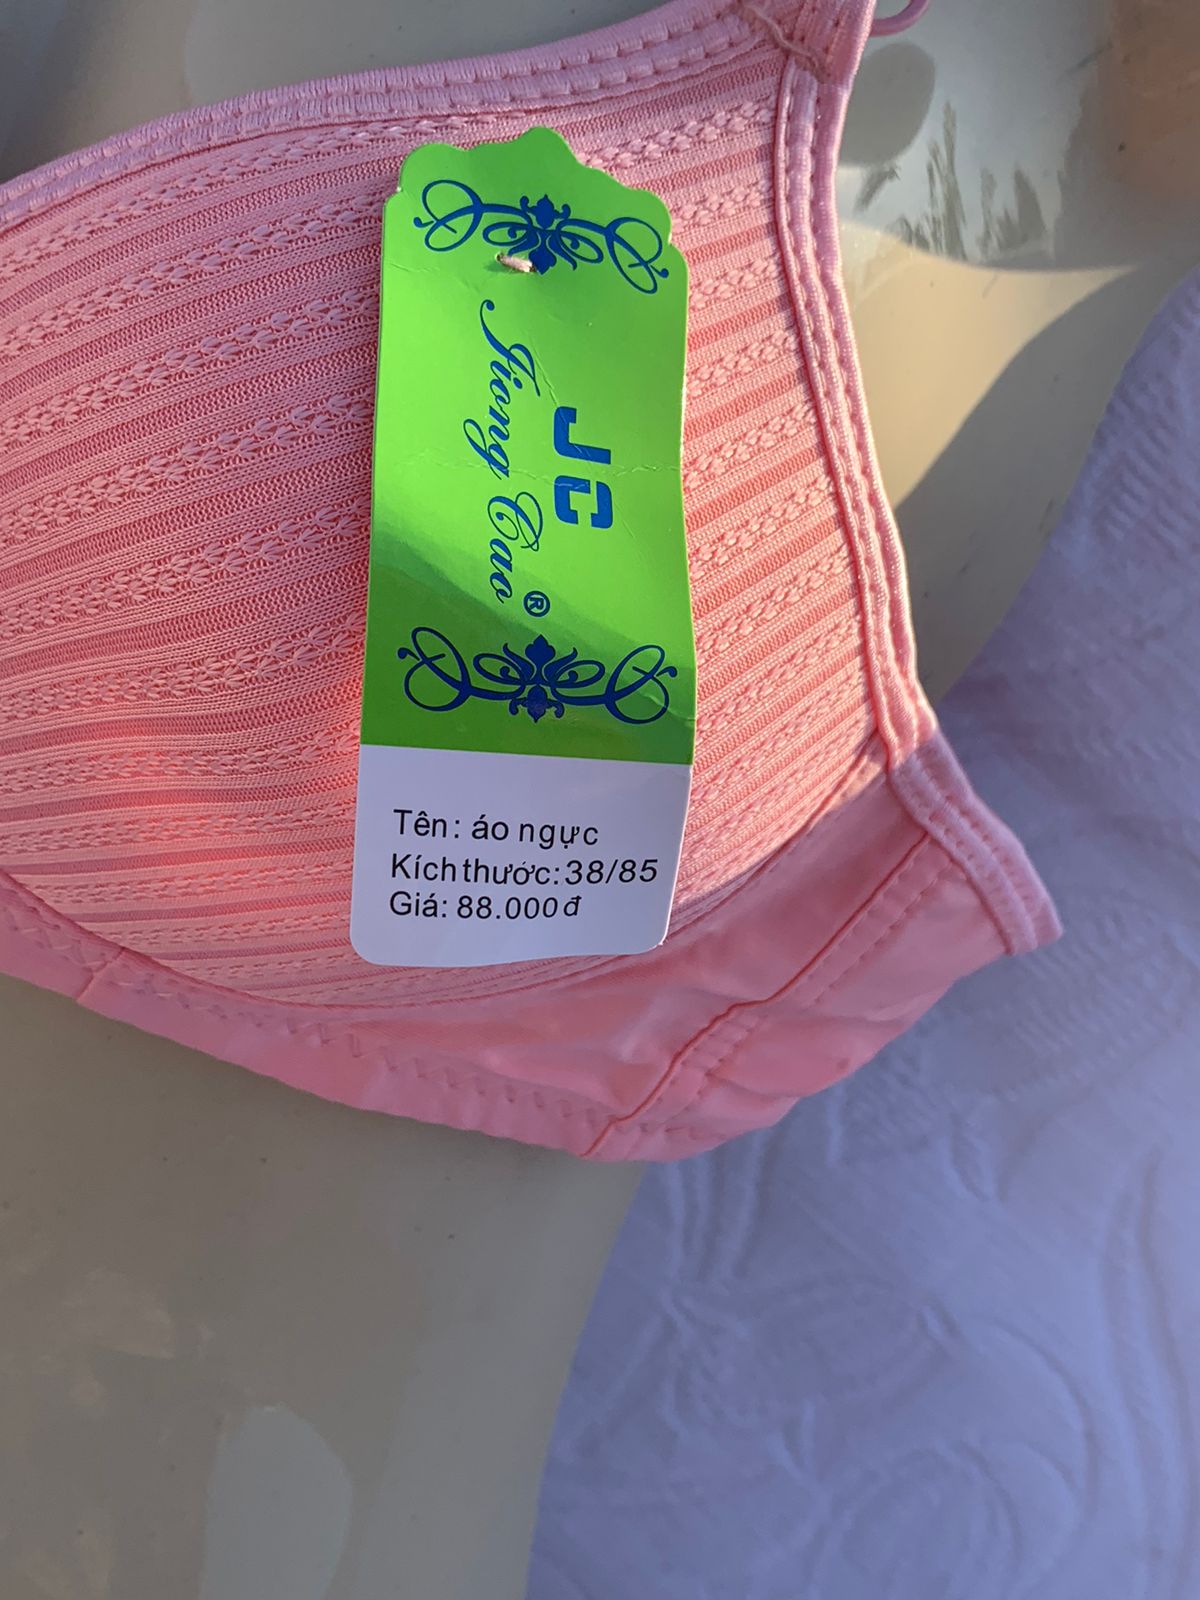 JC
Jiong Cao®
Tên: áo ngực
Kích thước: 38/85
Giá: 88.000đ